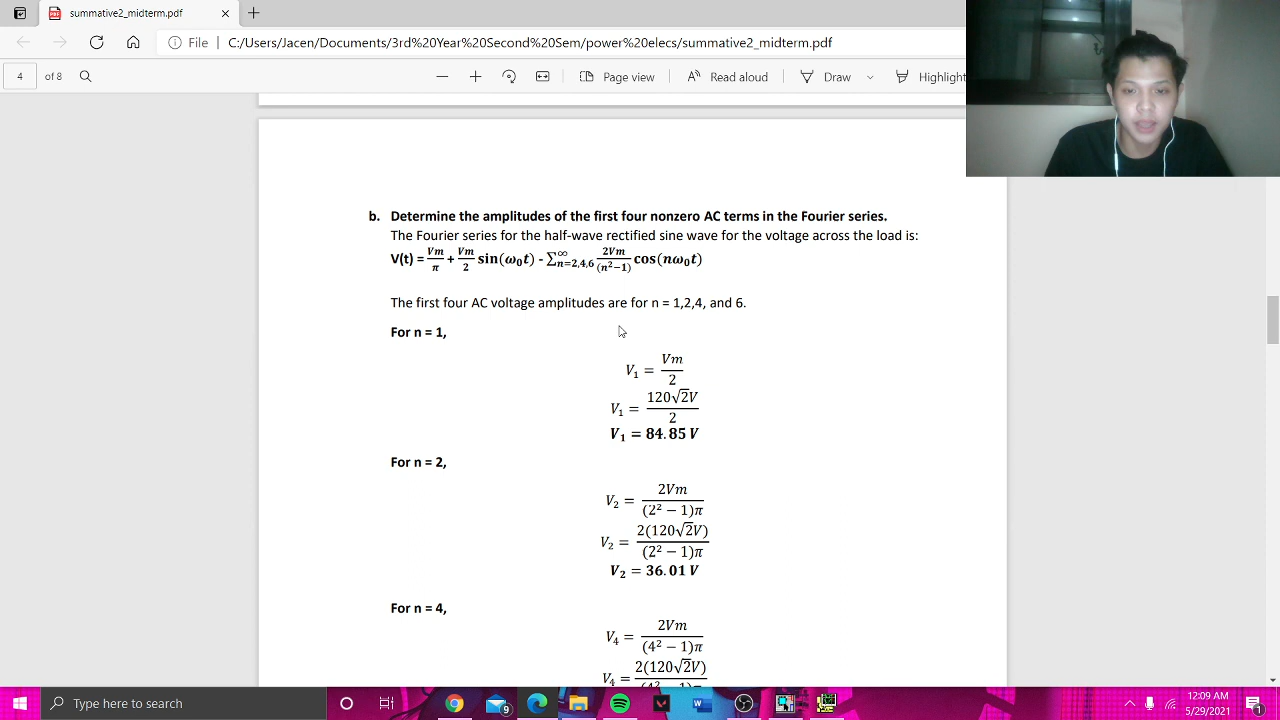 summative2_midterm.pdf
File C:/Users/Jacen/Documents/3rd%20Year%20Second%20Sem/power%20elecs/summative2_midterm.pdf
4 of 8 Page view Read aloud Draw Highlight
b. Determine the amplitudes of the first four nonzero AC terms in the Fourier series.
The Fourier series for the half-wave rectified sine wave for the voltage across the load is:
V(t) = Vm/π + Vm/2 sin(ω₀t) - ∑^∞_n=2,4,6 2Vm/(n²−1) cos(nω₀t)
The first four AC voltage amplitudes are for n = 1,2,4, and 6.
For n = 1,
V₁ = Vm/2
V₁ = 120√2V/2
V₁ = 84.85 V
For n = 2,
V₂ = 2Vm/(2² − 1)π
V₂ = 2(120√2V)/(2² − 1)π
V₂ = 36.01 V
For n = 4,
V₄ = 2Vm/(4² − 1)π
V₄ = 2(120√2V)
Type here to search
9
W
12:09 AM
5/29/2021
1